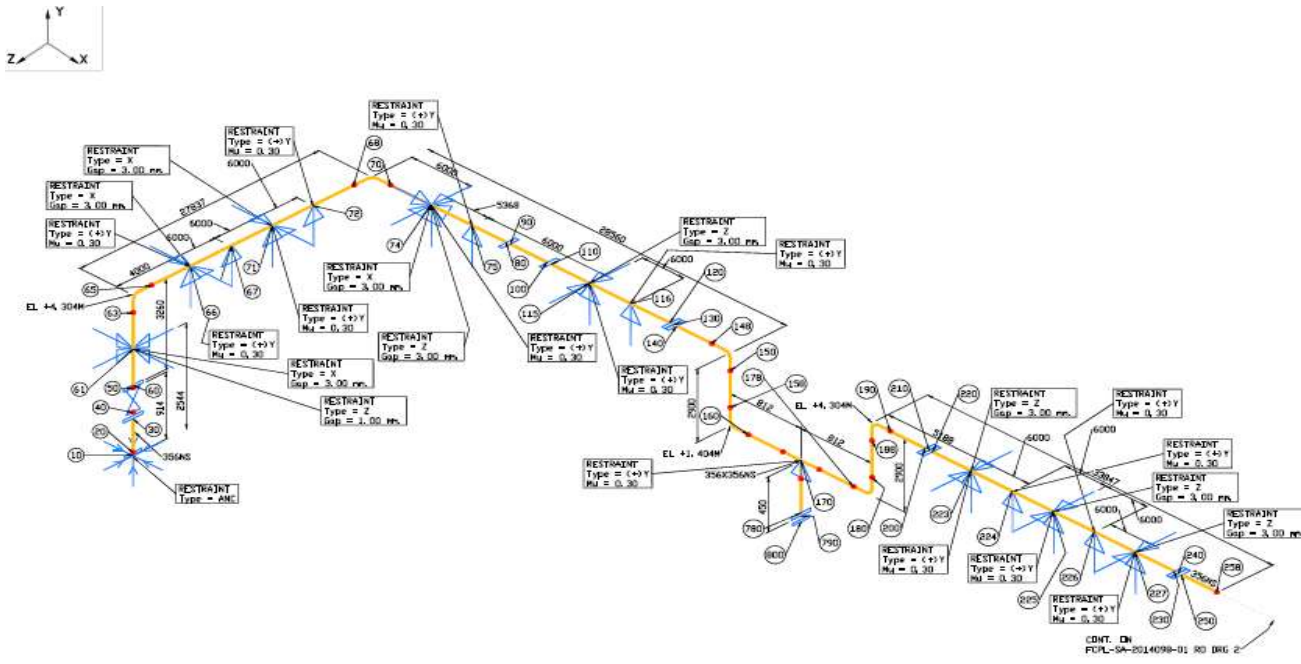 Y
Z
X
RESTRAINT
Type = (+)Y
Mu = 0.30
RESTRAINT
Type = (+)Y
Mu = 0.30
6000
RESTRAINT
Type = X
Gap = 3.00 mm.
RESTRAINT
Type = X
Gap = 3.00 mm.
RESTRAINT
Type = (+)Y
Mu = 0.30
27837
6000
6000
4000
68
70
72
71
67
66
65
63
EL +4.304M
3260
2544
914
61
50
60
40
30
20
10
356NS
RESTRAINT
Type = ANC
RESTRAINT
Type = (+)Y
Mu = 0.30
RESTRAINT
Type = X
Gap = 3.00 mm.
RESTRAINT
Type = Z
Gap = 1.00 mm.
RESTRAINT
Type = (+)Y
Mu = 0.30
6000
5368
74
75
90
80
6000
28560
110
100
RESTRAINT
Type = X
Gap = 3.00 mm.
RESTRAINT
Type = Z
Gap = 3.00 mm.
RESTRAINT
Type = (+)Y
Mu = 0.30
RESTRAINT
Type = Z
Gap = 3.00 mm.
6000
RESTRAINT
Type = (+)Y
Mu = 0.30
115
116
120
130
140
148
150
158
160
178
RESTRAINT
Type = (+)Y
Mu = 0.30
2900
812
812
EL +4.304M
EL +1.404M
356X356NS
RESTRAINT
Type = (+)Y
Mu = 0.30
450
780
790
800
170
180
188
190
2900
200
210
220
5188
RESTRAINT
Type = Z
Gap = 3.00 mm.
6000
RESTRAINT
Type = (+)Y
Mu = 0.30
6000
23847
RESTRAINT
Type = (+)Y
Mu = 0.30
RESTRAINT
Type = Z
Gap = 3.00 mm.
6000
6000
RESTRAINT
Type = Z
Gap = 3.00 mm.
223
224
225
226
227
RESTRAINT
Type = (+)Y
Mu = 0.30
RESTRAINT
Type = (+)Y
Mu = 0.30
RESTRAINT
Type = (+)Y
Mu = 0.30
230
240
250
258
356NS
CONT. ON
FCPL-SA-2014098-01 R0 DRG 2